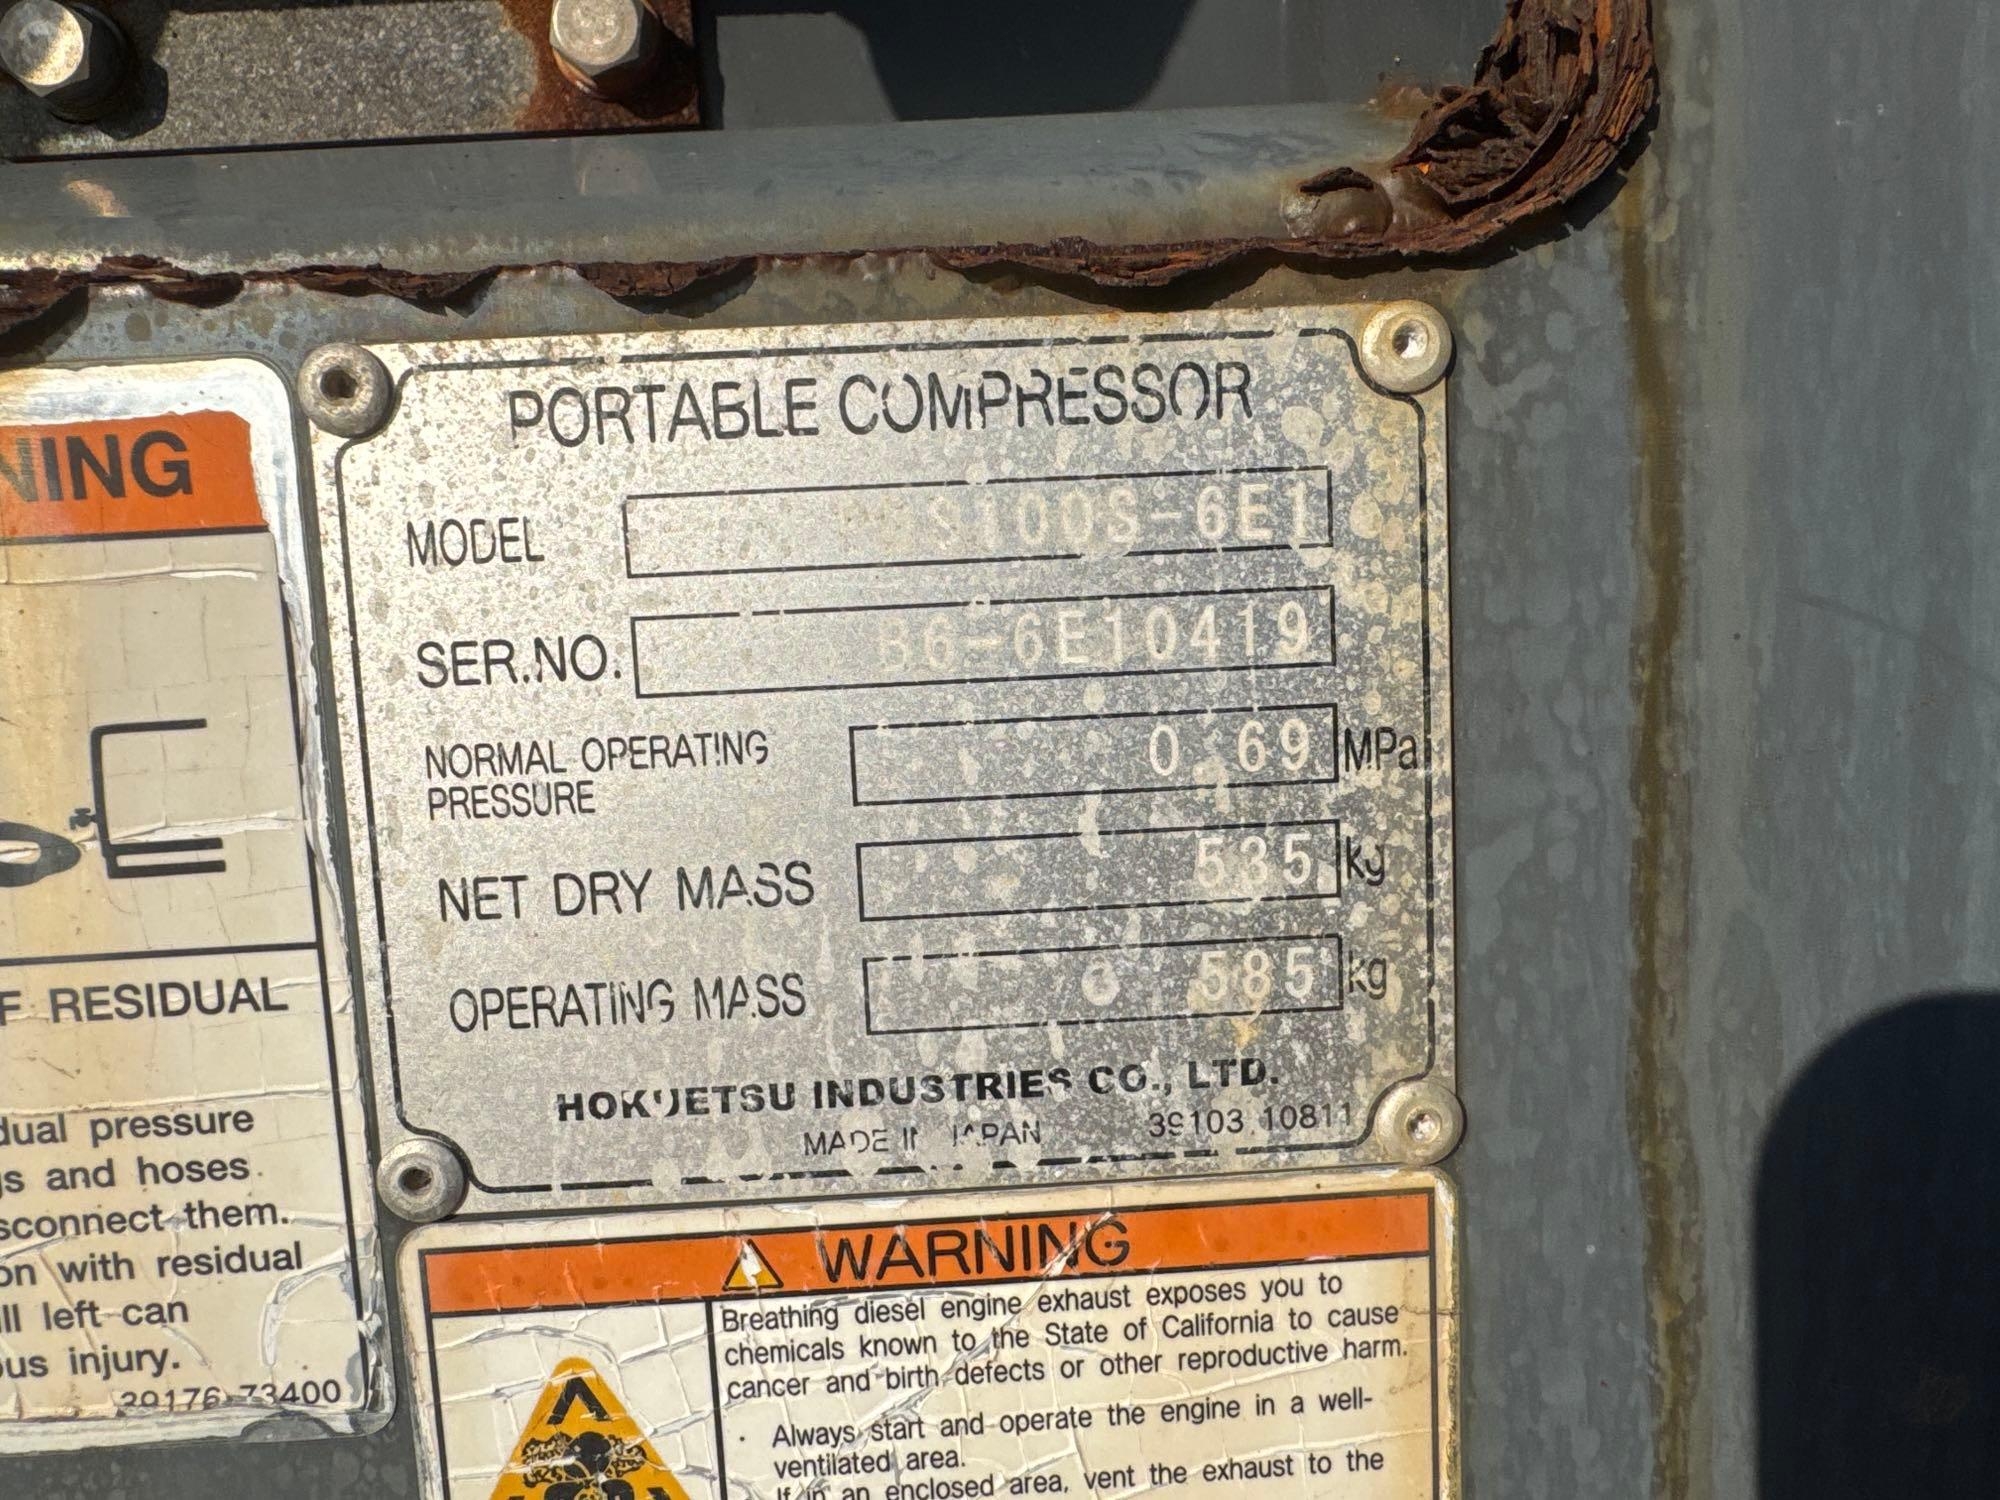 PORTABLE COMPRESSOR
MODEL 100S-6E1
SER.NO. B6-6E10419
NORMAL OPERATING
PRESSURE 0.69 MPa
NET DRY MASS 535 kg
OPERATING MASS 585 kg
HOKUETSU INDUSTRIES CO., LTD.
MADE IN JAPAN 39103 10811
NING
F RESIDUAL
dual pressure
gs and hoses
sconnect them.
on with residual
ill left can
ous injury.
39176 73400
WARNING
Breathing diesel engine exhaust exposes you to
chemicals known to the State of California to cause
cancer and birth defects or other reproductive harm.
· Always start and operate the engine in a well-
ventilated area.
If in an enclosed area, vent the exhaust to the